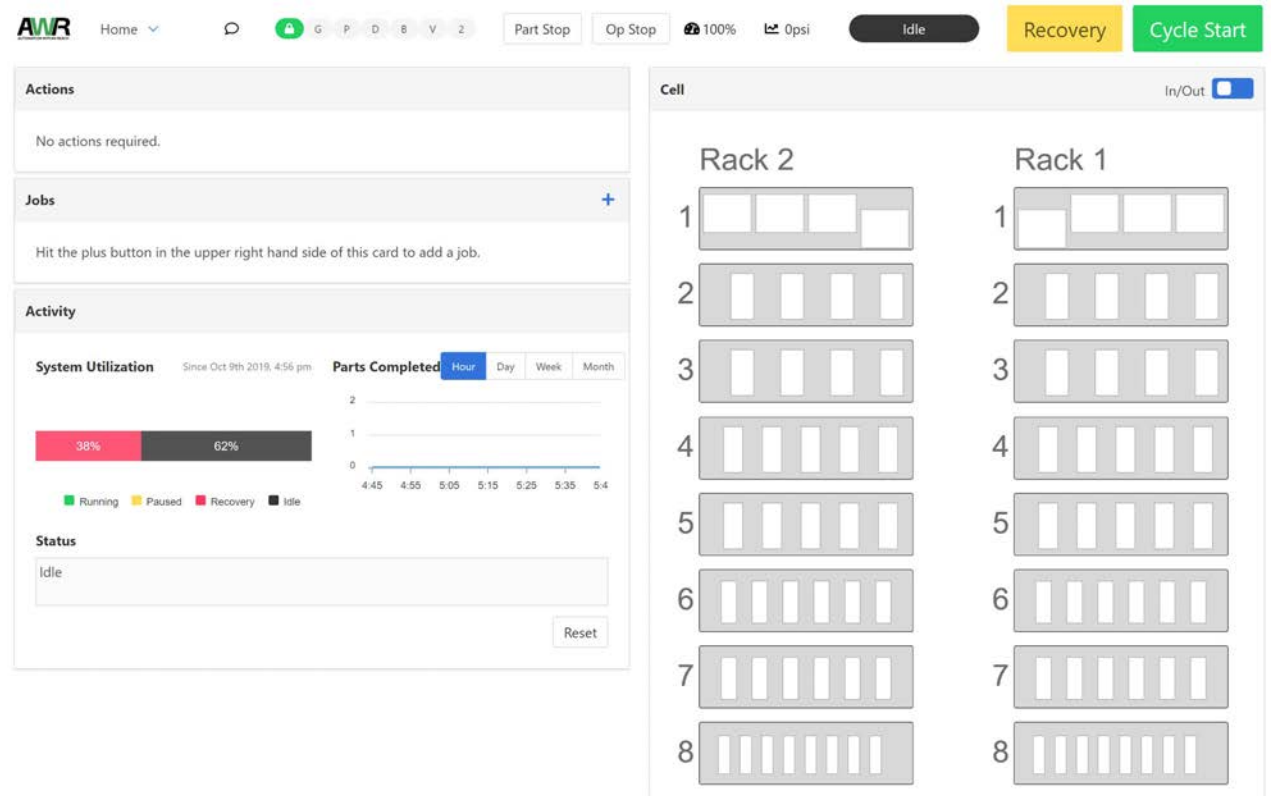 AWR
Home
G P D 8 V 2
Part Stop
Op Stop
100%
0psi
Idle
Recovery
Cycle Start
Actions
No actions required.
Jobs
+
Hit the plus button in the upper right hand side of this card to add a job.
Activity
System Utilization
Since Oct 9th 2019, 4:56 pm
38% 62%
Running Paused Recovery Idle
Parts Completed
Hour Day Week Month
2
1
0
4:45 4:55 5:05 5:15 5:25 5:35 5:4
Status
Idle
Reset
Cell
In/Out
Rack 2
1
2
3
4
5
6
7
8
Rack 1
1
2
3
4
5
6
7
8